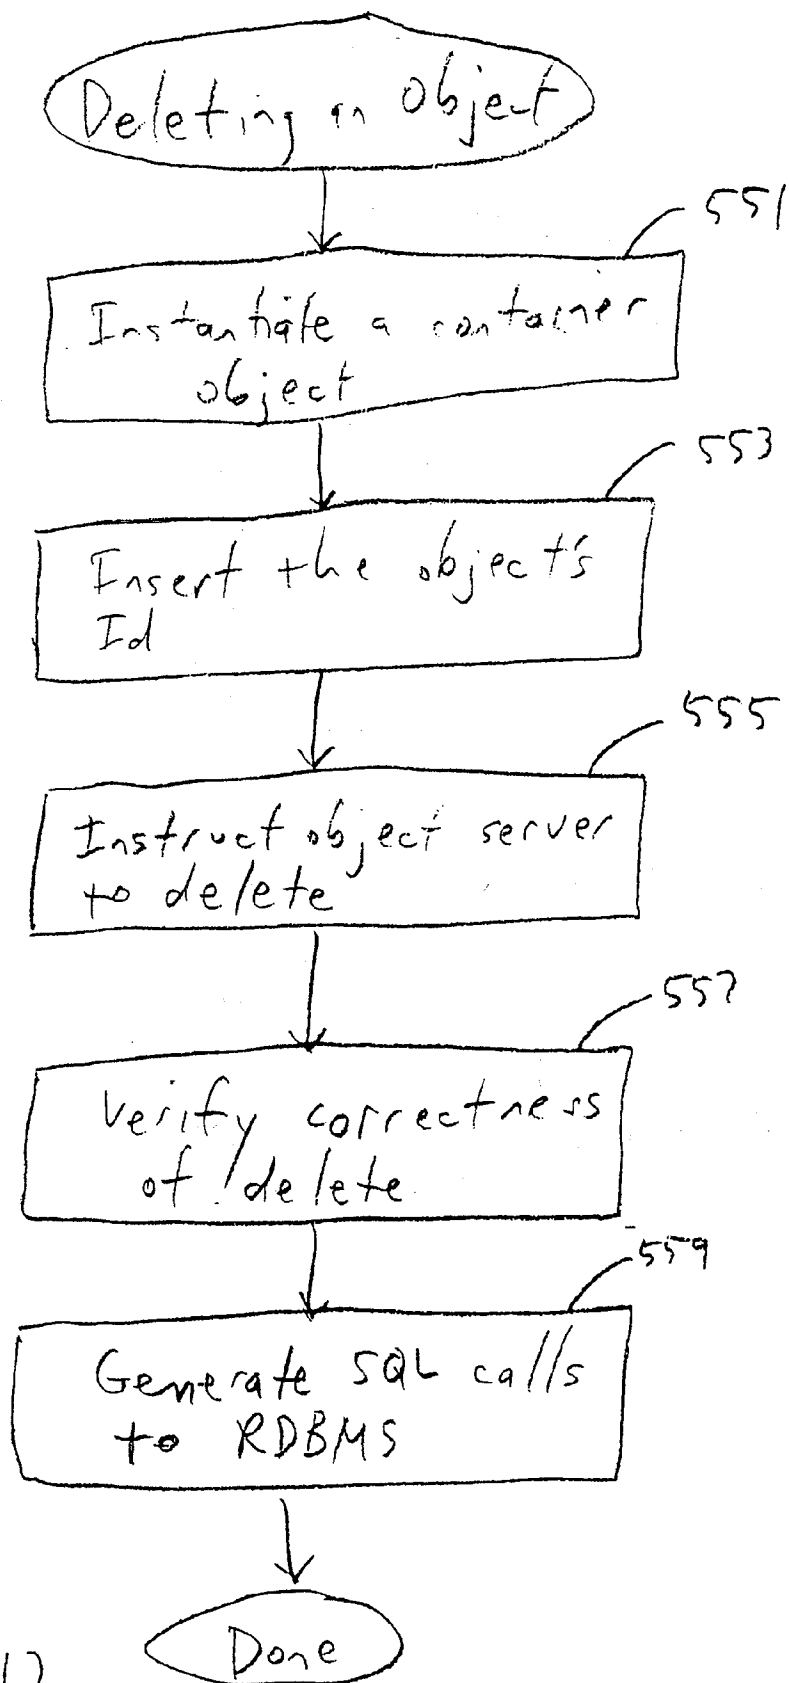 Deleting an Object
551
Instantiate a container
object
553
Insert the object's
Id
555
Instruct object server
to delete
557
Verify correctness
of delete
559
Generate SQL calls
to RDBMS
Done